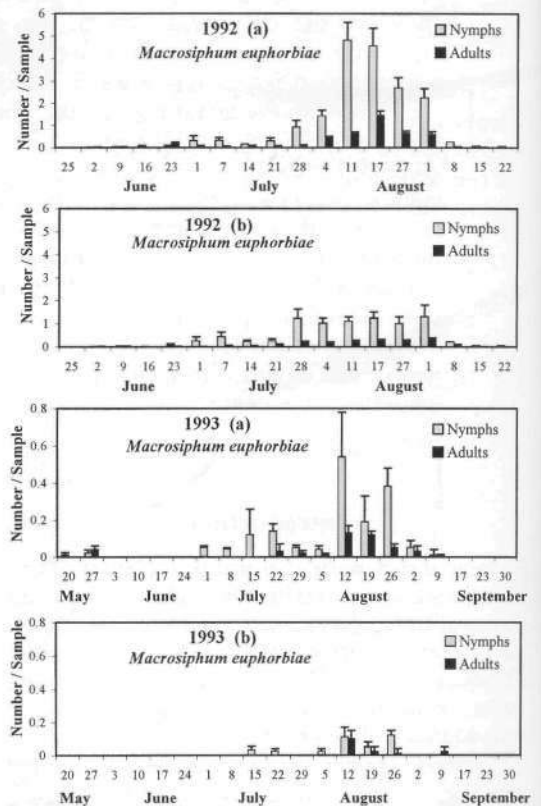 1992 (a)
Macrosiphum euphorbiae
Nymphs
Adults
Number / Sample
6
5
4
3
2
1
0
25 2 9 16 23 1 7 14 21 28 4 11 17 27 1 8 15 22
June July August
1992 (b)
Macrosiphum euphorbiae
Nymphs
Adults
Number / Sample
6
5
4
3
2
1
0
25 2 9 16 23 1 7 14 21 28 4 11 17 27 1 8 15 22
June July August
1993 (a)
Macrosiphum euphorbiae
Nymphs
Adults
Number / Sample
0.8
0.6
0.4
0.2
0
20 27 3 10 17 24 1 8 15 22 29 5 12 19 26 2 9 17 23 30
May June July August September
1993 (b)
Macrosiphum euphorbiae
Nymphs
Adults
Number / Sample
0.8
0.6
0.4
0.2
0
20 27 3 10 17 24 1 8 15 22 29 5 12 19 26 2 9 17 23 30
May June July August September